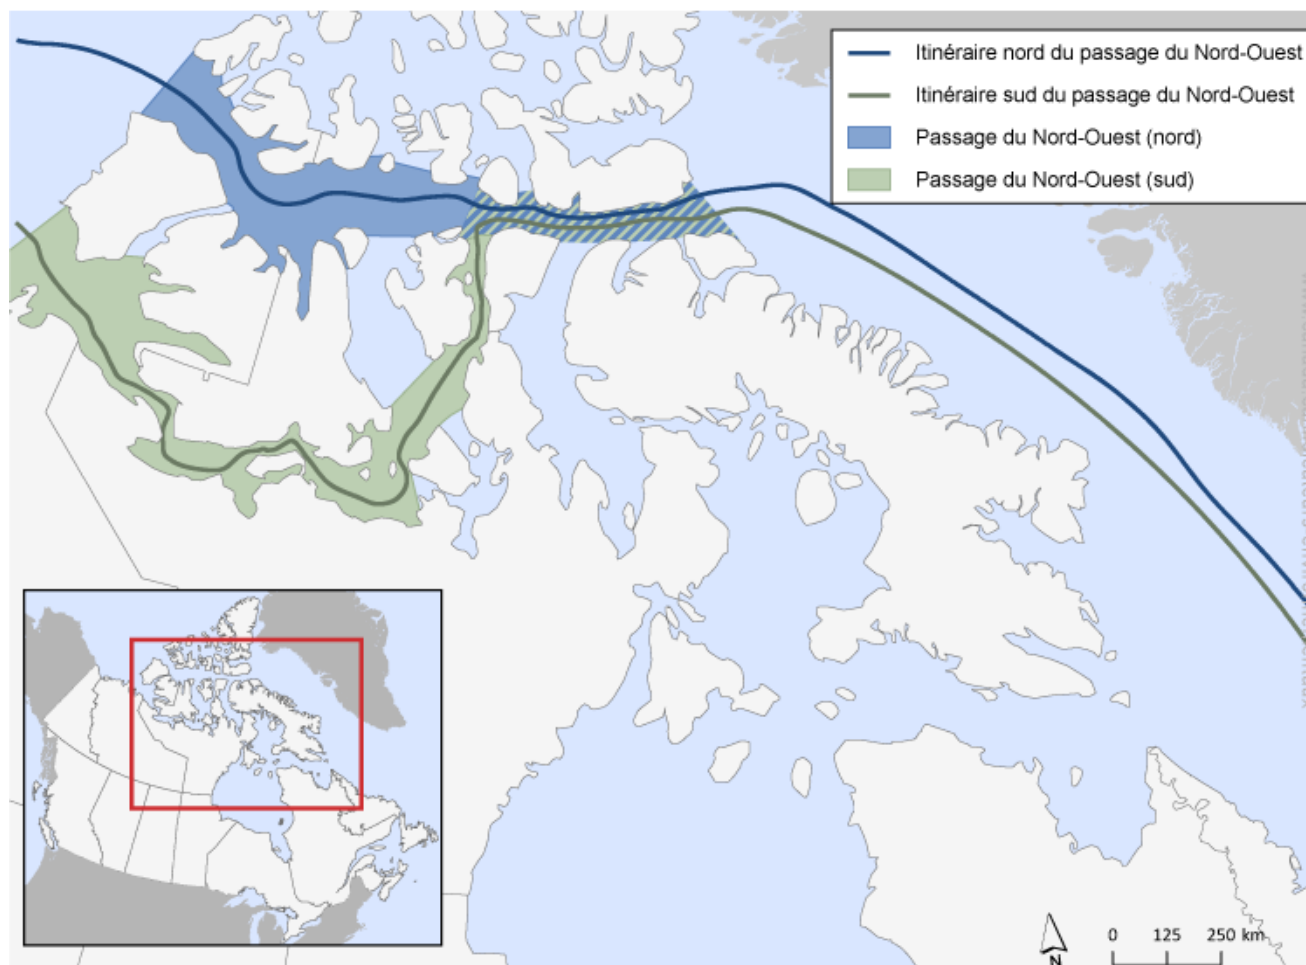 Itinéraire nord du passage du Nord-Ouest
Itinéraire sud du passage du Nord-Ouest
Passage du Nord-Ouest (nord)
Passage du Nord-Ouest (sud)
N
0 125 250 km